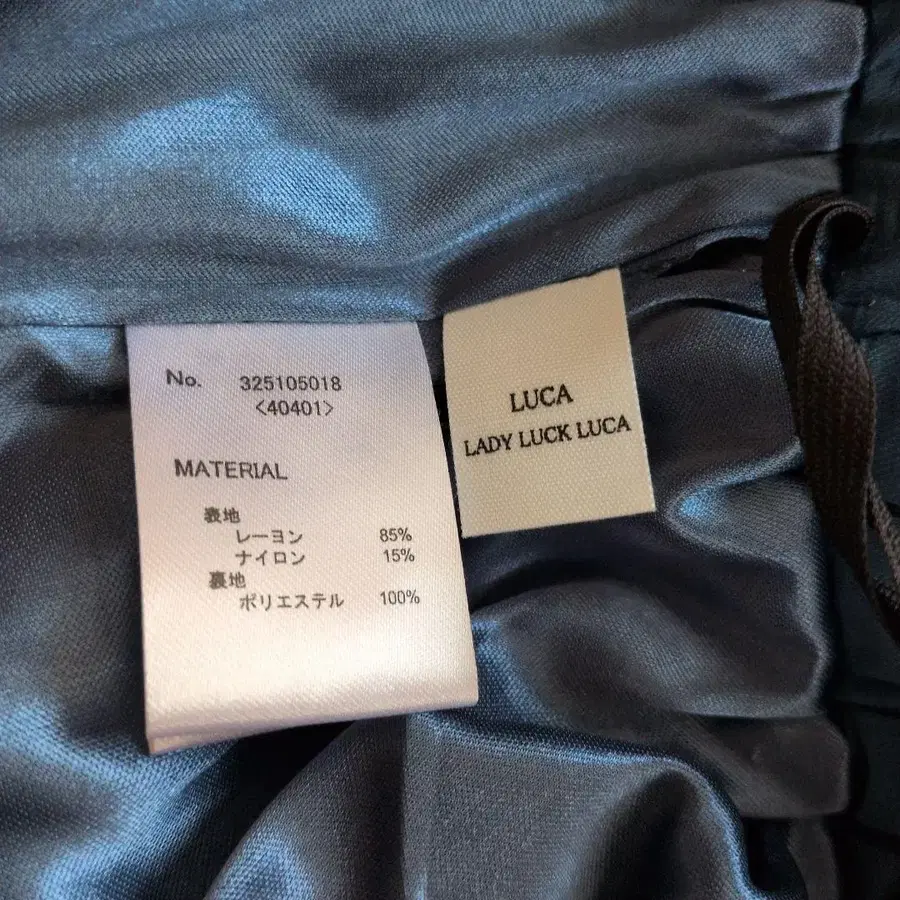 No. 325105018
<40401>
MATERIAL
表地
レーヨン 85%
ナイロン 15%
裏地
ポリエステル 100%
LUCA
LADY LUCK LUCA